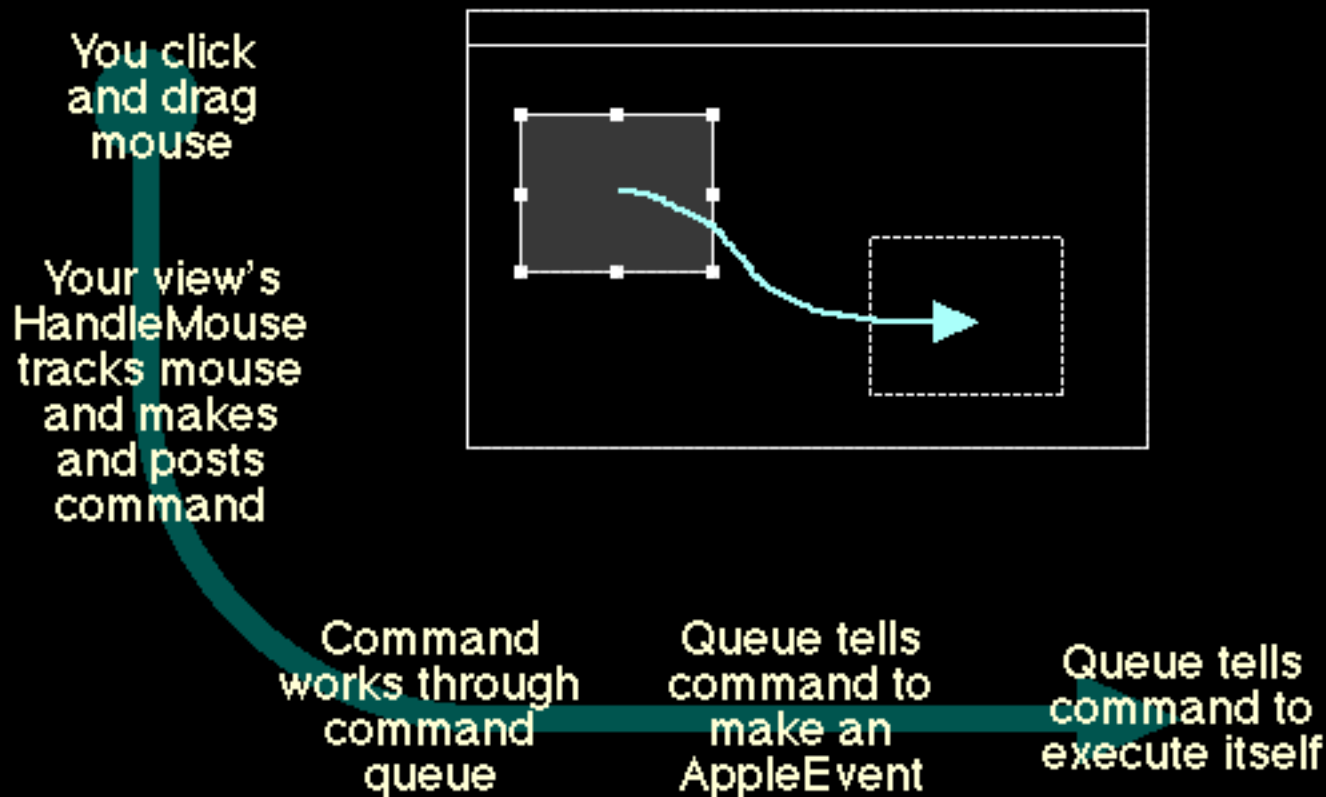 You click
and drag
mouse
Your view's
HandleMouse
tracks mouse
and makes
and posts
command
Command
works through
command
queue
Queue tells
command to
make an
AppleEvent
Queue tells
command to
execute itself